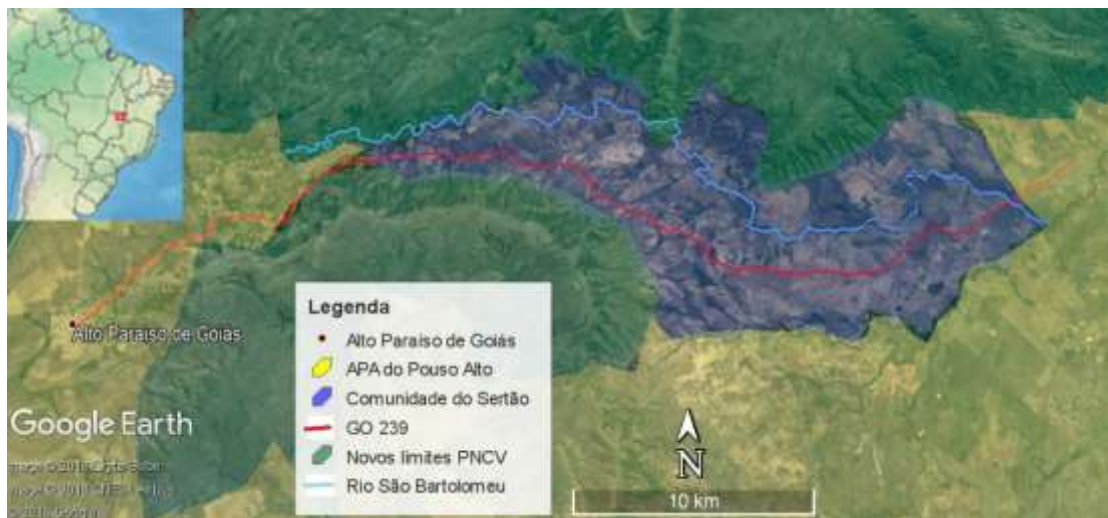 Alto Paraíso de Goiás
Legenda
Alto Paraíso de Goiás
APA do Pouso Alto
Comunidade do Sertão
GO 239
Novos limites PNCV
Rio São Bartolomeu
Google Earth
N
10 km